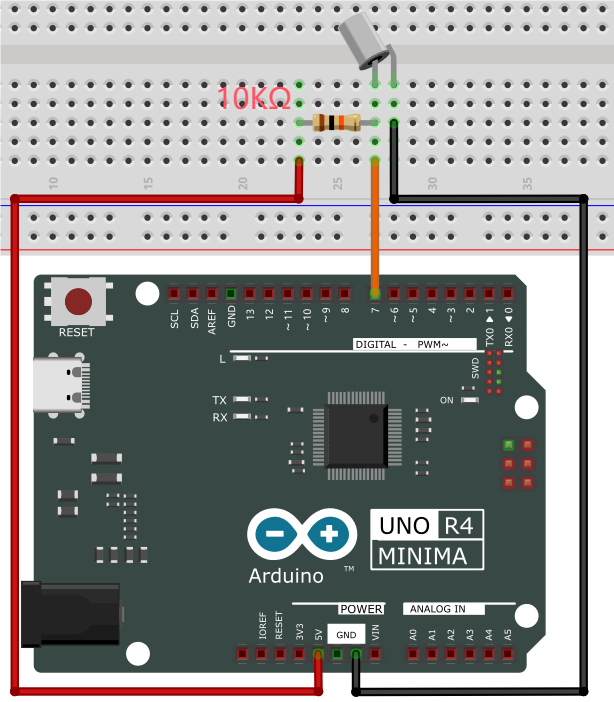 10KΩ
10
15
20
25
30
35
RESET
SCL
SDA
AREF
GND
13
12
~11
~10
~9
8
7
~6
~5
4
~3
2
TX0▶1
RX0◀0
DIGITAL - PWM~
L
TX
RX
SWD
ON
UNO R4
MINIMA
Arduino
TM
POWER
ANALOG IN
IOREF
RESET
3V3
5V
GND
VIN
A0
A1
A2
A3
A4
A5